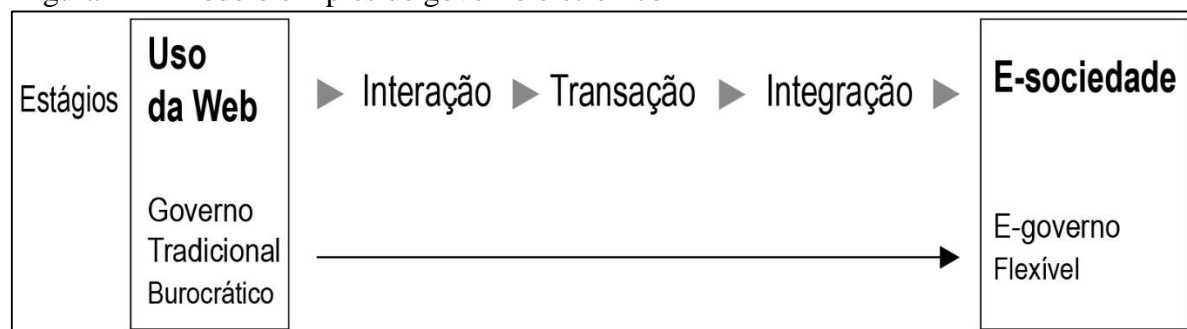 Estágios
Uso
da Web
Interação
Transação
Integração
E-sociedade
Governo
Tradicional
Burocrático
E-governo
Flexível